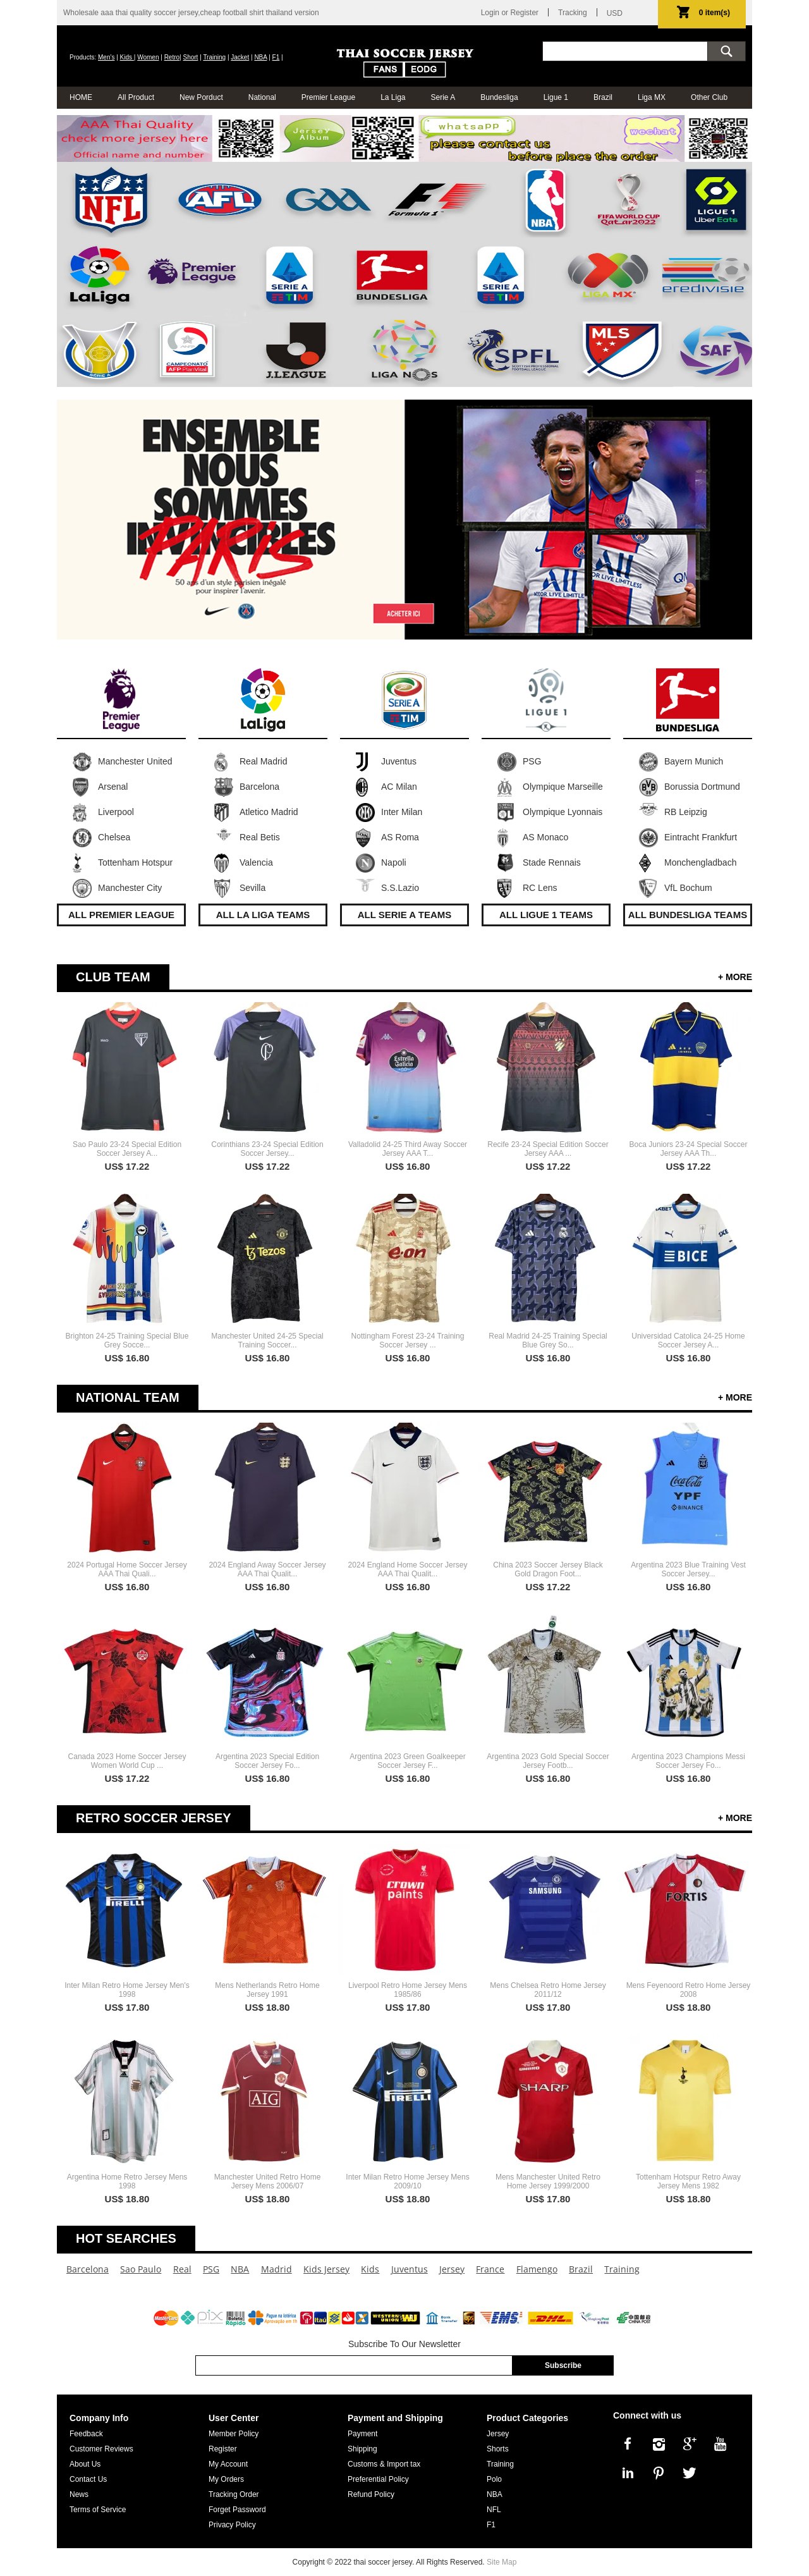 Wholesale aaa thai quality soccer jersey,cheap football shirt thailand version
Login or Register | Tracking | USD
0 item(s)
Products: Men's | Kids | Women | Retro| Short | Training | Jacket | NBA | F1 |
THAI SOCCER JERSEY
FANS EODG
HOME All Product New Porduct National Premier League La Liga Serie A Bundesliga Ligue 1 Brazil Liga MX Other Club
AAA Thai Quality
check more jersey here
Official name and number
Jersey Album
whatsaPP
wechat
please contact us
before place the order
NFL AFL GAA Formula 1 NBA FIFA WORLD CUP Qatar2022 LIGUE 1 Uber Eats
LaLiga Premier League SERIE A TIM BUNDESLIGA SERIE A TIM LIGA MX eredivisie
SERIE A CAMPEONATO AFP PlanVital J.LEAGUE LIGA NOS SPFL MLS SAF
ENSEMBLE
NOUS
SOMMES
INVINCIBLES
PARIS
50 ans d'un style parisien inégalé
pour inspirer l'avenir.
ACHETER ICI
Premier League LaLiga SERIE A TIM LIGUE 1 BUNDESLIGA
Manchester United Real Madrid Juventus PSG Bayern Munich
Arsenal Barcelona AC Milan Olympique Marseille Borussia Dortmund
Liverpool Atletico Madrid Inter Milan Olympique Lyonnais RB Leipzig
Chelsea Real Betis AS Roma AS Monaco Eintracht Frankfurt
Tottenham Hotspur Valencia Napoli Stade Rennais Monchengladbach
Manchester City Sevilla S.S.Lazio RC Lens VfL Bochum
ALL PREMIER LEAGUE ALL LA LIGA TEAMS ALL SERIE A TEAMS ALL LIGUE 1 TEAMS ALL BUNDESLIGA TEAMS
CLUB TEAM
+ MORE
Sao Paulo 23-24 Special Edition Soccer Jersey A...
US$ 17.22
Corinthians 23-24 Special Edition Soccer Jersey...
US$ 17.22
Valladolid 24-25 Third Away Soccer Jersey AAA T...
US$ 16.80
Recife 23-24 Special Edition Soccer Jersey AAA ...
US$ 17.22
Boca Juniors 23-24 Special Soccer Jersey AAA Th...
US$ 17.22
Brighton 24-25 Training Special Blue Grey Socce...
US$ 16.80
Manchester United 24-25 Special Training Soccer...
US$ 16.80
Nottingham Forest 23-24 Training Soccer Jersey ...
US$ 16.80
Real Madrid 24-25 Training Special Blue Grey So...
US$ 16.80
Universidad Catolica 24-25 Home Soccer Jersey A...
US$ 16.80
NATIONAL TEAM
+ MORE
2024 Portugal Home Soccer Jersey AAA Thai Quali...
US$ 16.80
2024 England Away Soccer Jersey AAA Thai Qualit...
US$ 16.80
2024 England Home Soccer Jersey AAA Thai Qualit...
US$ 16.80
China 2023 Soccer Jersey Black Gold Dragon Foot...
US$ 17.22
Argentina 2023 Blue Training Vest Soccer Jersey...
US$ 16.80
Canada 2023 Home Soccer Jersey Women World Cup ...
US$ 17.22
Argentina 2023 Special Edition Soccer Jersey Fo...
US$ 16.80
Argentina 2023 Green Goalkeeper Soccer Jersey F...
US$ 16.80
Argentina 2023 Gold Special Soccer Jersey Footb...
US$ 16.80
Argentina 2023 Champions Messi Soccer Jersey Fo...
US$ 16.80
RETRO SOCCER JERSEY
+ MORE
Inter Milan Retro Home Jersey Men's 1998
US$ 17.80
Mens Netherlands Retro Home Jersey 1991
US$ 18.80
Liverpool Retro Home Jersey Mens 1985/86
US$ 17.80
Mens Chelsea Retro Home Jersey 2011/12
US$ 17.80
Mens Feyenoord Retro Home Jersey 2008
US$ 18.80
Argentina Home Retro Jersey Mens 1998
US$ 18.80
Manchester United Retro Home Jersey Mens 2006/07
US$ 18.80
Inter Milan Retro Home Jersey Mens 2009/10
US$ 18.80
Mens Manchester United Retro Home Jersey 1999/2000
US$ 17.80
Tottenham Hotspur Retro Away Jersey Mens 1982
US$ 18.80
HOT SEARCHES
Barcelona Sao Paulo Real PSG NBA Madrid Kids Jersey Kids Juventus Jersey France Flamengo Brazil Training
MasterCard pix Rápido Itaú WESTERN UNION WU Bank Transfer ups EMS DHL CHINA POST
Subscribe To Our Newsletter
Subscribe
Company Info User Center Payment and Shipping Product Categories Connect with us
Feedback Member Policy Payment Jersey
Customer Reviews Register Shipping Shorts
About Us My Account Customs & Import tax Training
Contact Us My Orders Preferential Policy Polo
News Tracking Order Refund Policy NBA
Terms of Service Forget Password NFL
Privacy Policy F1
Copyright © 2022 thai soccer jersey. All Rights Reserved. Site Map